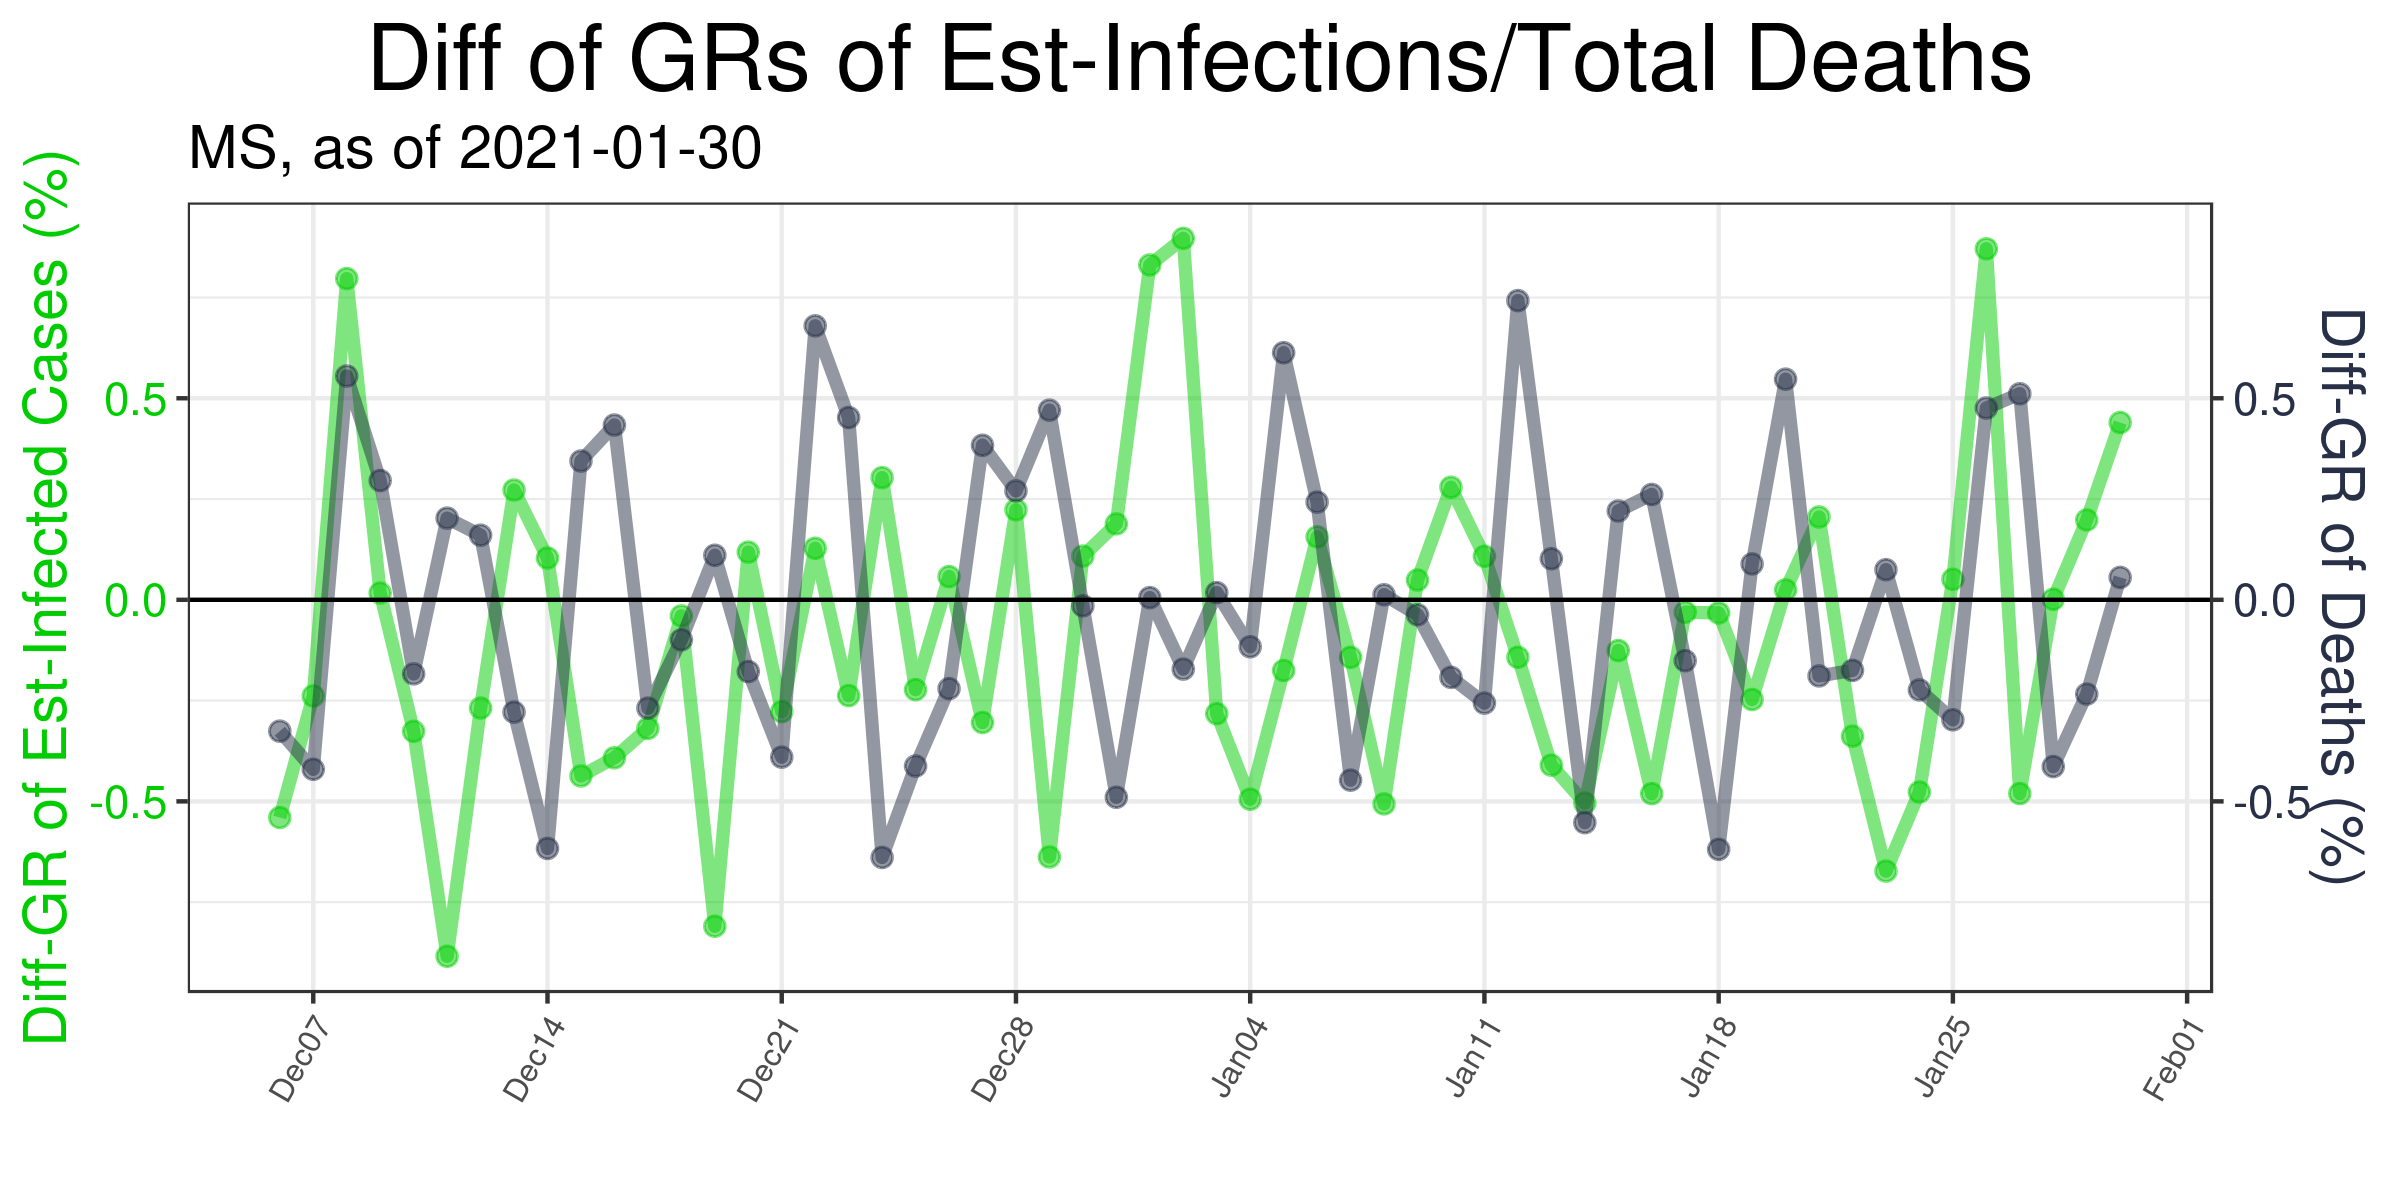 Diff of GRs of Est-Infections/Total Deaths
MS, as of 2021-01-30
Diff-GR of Est-Infected Cases (%)
0.5
0.0
-0.5
0.5
0.0
-0.5
Diff-GR of Deaths (%)
Dec07
Dec14
Dec21
Dec28
Jan04
Jan11
Jan18
Jan25
Feb01